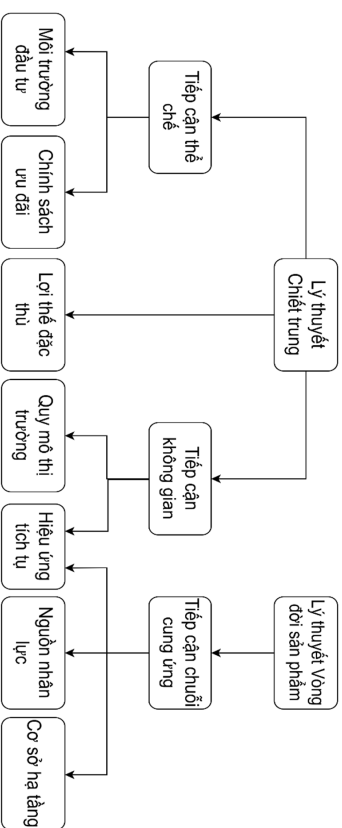 Lý thuyết
Chiết trung
Lý thuyết Vòng
đời sản phẩm
Tiếp cận thể
chế
Tiếp cận
không gian
Tiếp cận chuỗi
cung ứng
Môi trường
đầu tư
Chính sách
ưu đãi
Lợi thế đặc
thù
Quy mô thị
trường
Hiệu ứng
tích tụ
Nguồn nhân
lực
Cơ sở hạ tầng